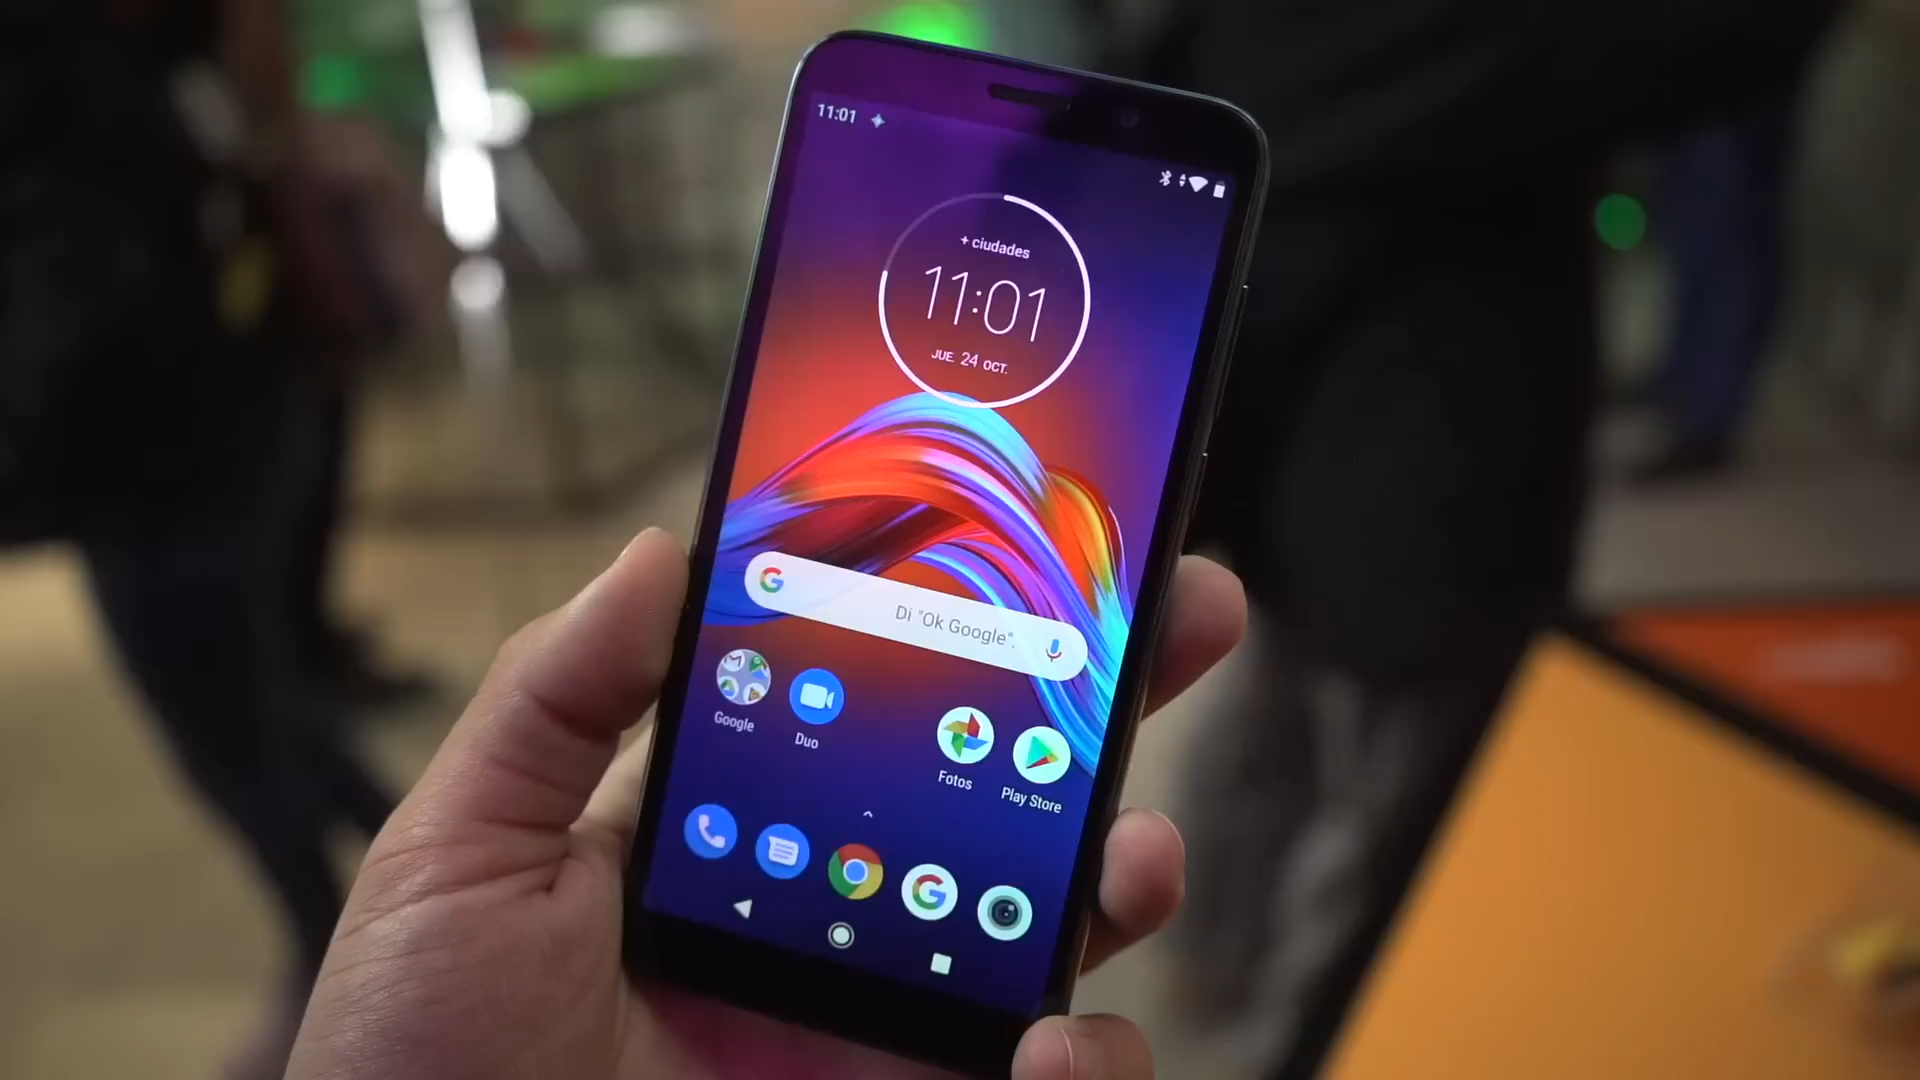 11:01
+ ciudades
11:01
JUE. 24 OCT.
Di "Ok Google".
Google
Duo
Fotos
Play Store